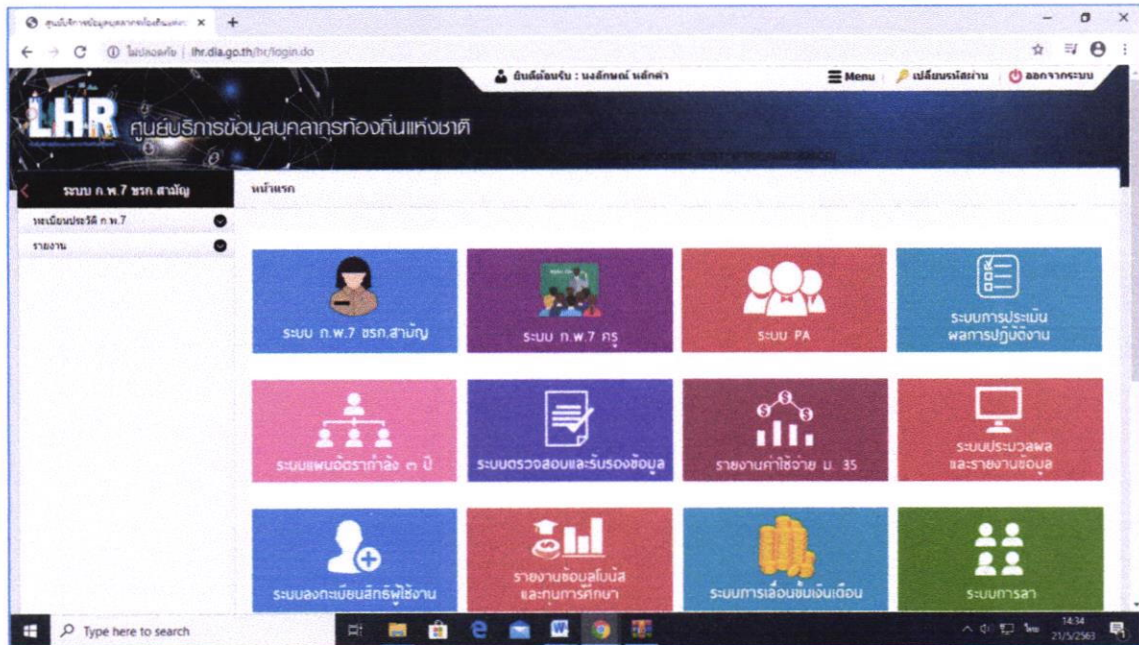 ศูนย์บริการข้อมูลบุคลากรท้องถิ่นแห่ง
ไม่ปลอดภัย | lhr.dla.go.th/hr/login.do
ยินดีต้อนรับ : นงลักษณ์ หลักคำ
Menu
เปลี่ยนรหัสผ่าน
ออกจากระบบ
LHR ศูนย์บริการข้อมูลบุคลากรท้องถิ่นแห่งชาติ
ระบบ ก.พ.7 ขรก.สามัญ
หน้าแรก
ทะเบียนประวัติ ก.พ.7
รายงาน
ระบบ ก.พ.7 ขรก.สามัญ
ระบบ ก.พ.7 ครู
ระบบ PA
ระบบการประเมิน
ผลการปฏิบัติงาน
ระบบแผนอัตรากำลัง ๓ ปี
ระบบตรวจสอบและรับรองข้อมูล
รายงานค่าใช้จ่าย ม. 35
ระบบประมวลผล
และรายงานข้อมูล
ระบบลงทะเบียนสิทธิผู้ใช้งาน
รายงานข้อมูลโบนัส
และทุนการศึกษา
ระบบการเลื่อนขั้นเงินเดือน
ระบบการลา
Type here to search
ไทย
14:34
21/5/2563